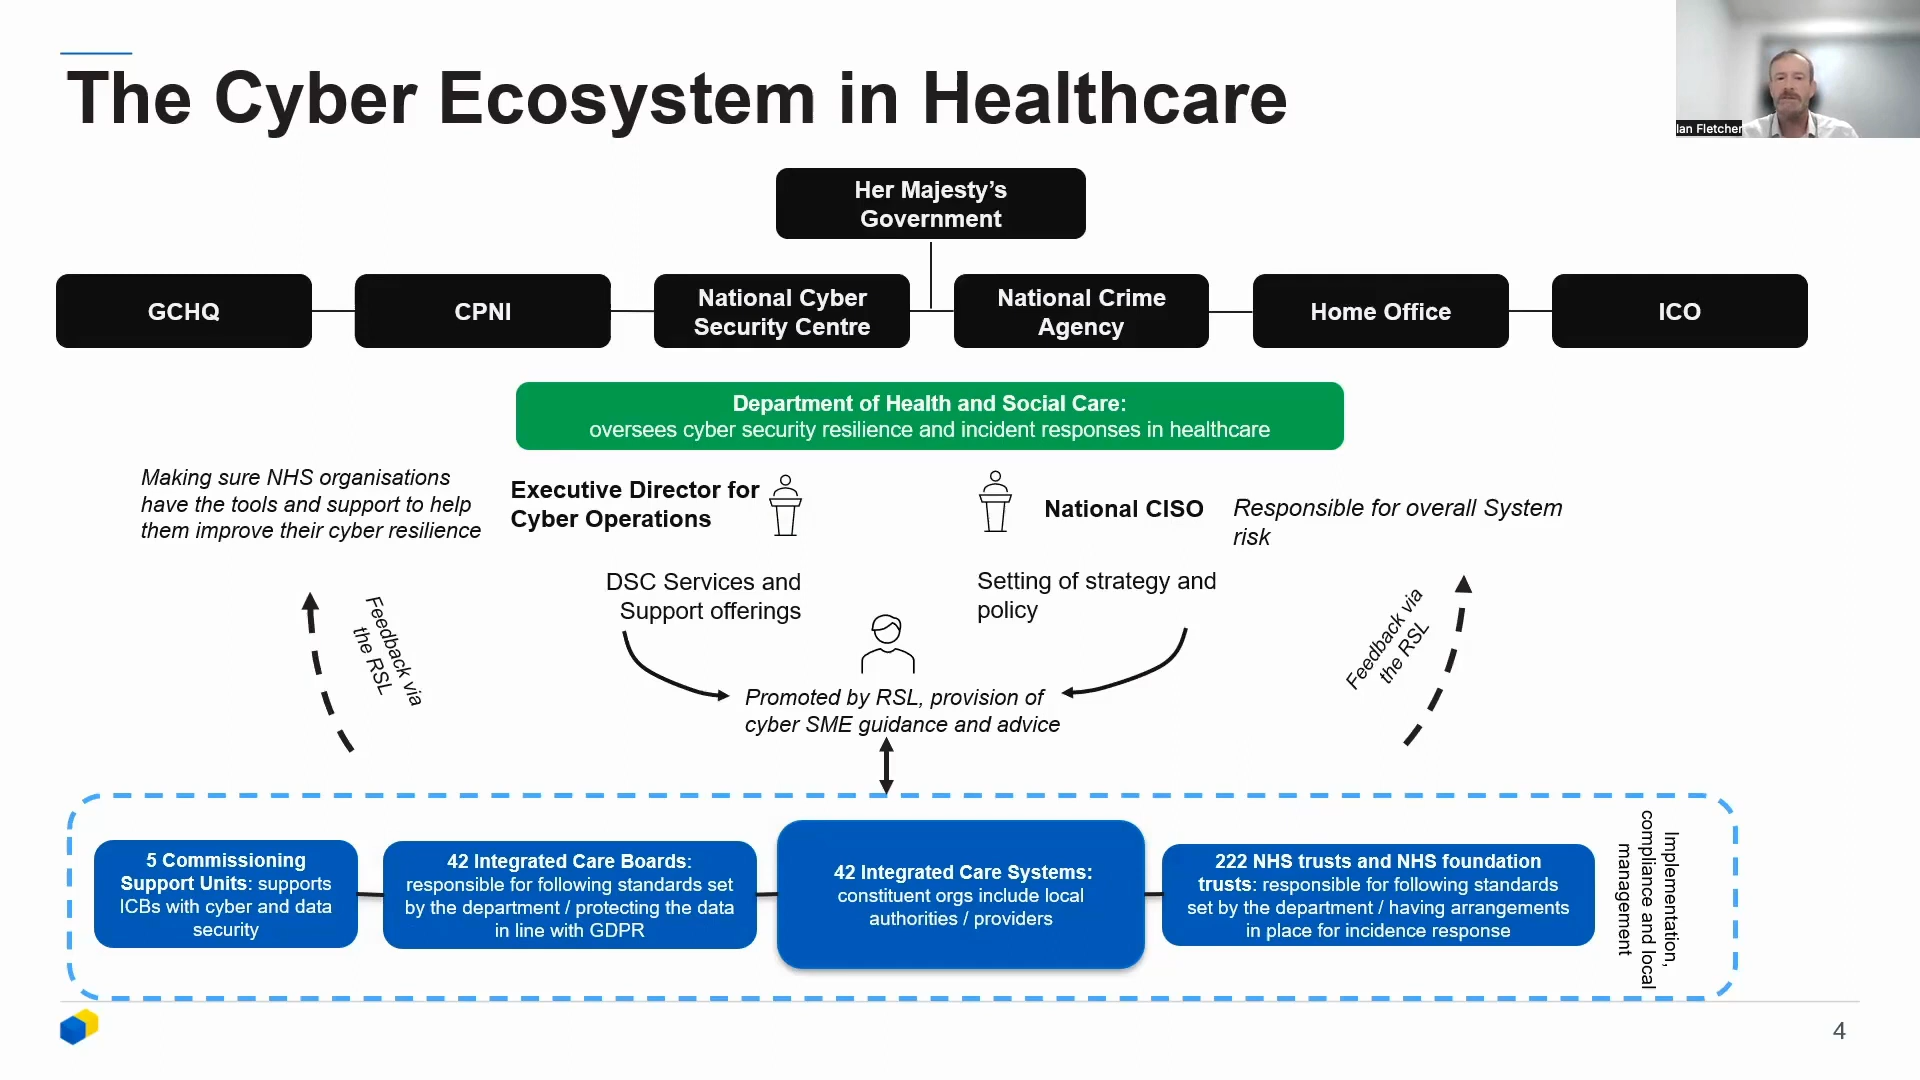 The Cyber Ecosystem in Healthcare
Ian Fletcher
Her Majesty’s
Government
GCHQ
CPNI
National Cyber
Security Centre
National Crime
Agency
Home Office
ICO
Department of Health and Social Care:
oversees cyber security resilience and incident responses in healthcare
Making sure NHS organisations
have the tools and support to help
them improve their cyber resilience
Executive Director for
Cyber Operations
National CISO
Responsible for overall System
risk
DSC Services and
Support offerings
Setting of strategy and
policy
Feedback via
the RSL
Feedback via
the RSL
Promoted by RSL, provision of
cyber SME guidance and advice
5 Commissioning
Support Units: supports
ICBs with cyber and data
security
42 Integrated Care Boards:
responsible for following standards set
by the department / protecting the data
in line with GDPR
42 Integrated Care Systems:
constituent orgs include local
authorities / providers
222 NHS trusts and NHS foundation
trusts: responsible for following standards
set by the department / having arrangements
in place for incidence response
Implementation,
compliance and local
management
4